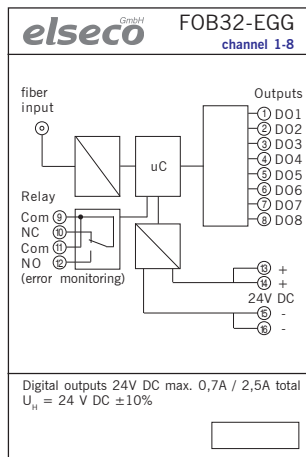 elseco GmbH
FOB32-EGG
channel 1-8
fiber
input
Outputs
1 DO1
2 DO2
3 DO3
4 DO4
5 DO5
6 DO6
7 DO7
8 DO8
uC
Relay
Com 9
NC 10
Com 11
NO 12
(error monitoring)
13 +
14 +
24V DC
15 -
16 -
Digital outputs 24V DC max. 0,7A / 2,5A total
U_H = 24 V DC ±10%